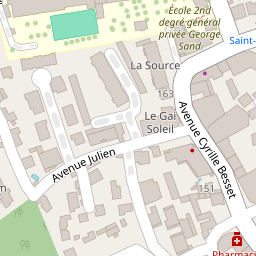 École 2nd
degré général
privée George
Sand
Saint-
La Source
163
Le Gai
Soleil
Avenue Cyrille Besset
Avenue Julien
151
m
Pharmaci